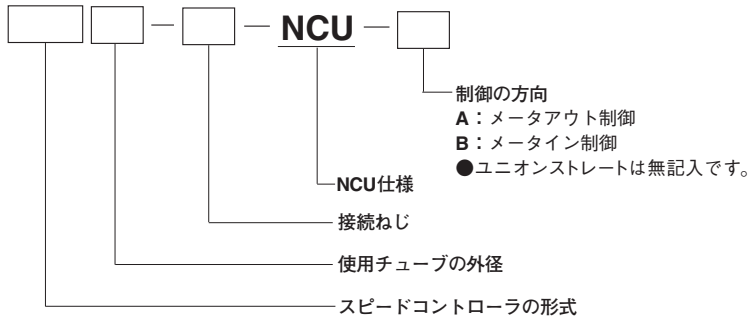 — — NCU —
制御の方向
A：メータアウト制御
B：メータイン制御
●ユニオンストレートは無記入です。
NCU仕様
接続ねじ
使用チューブの外径
スピードコントローラの形式